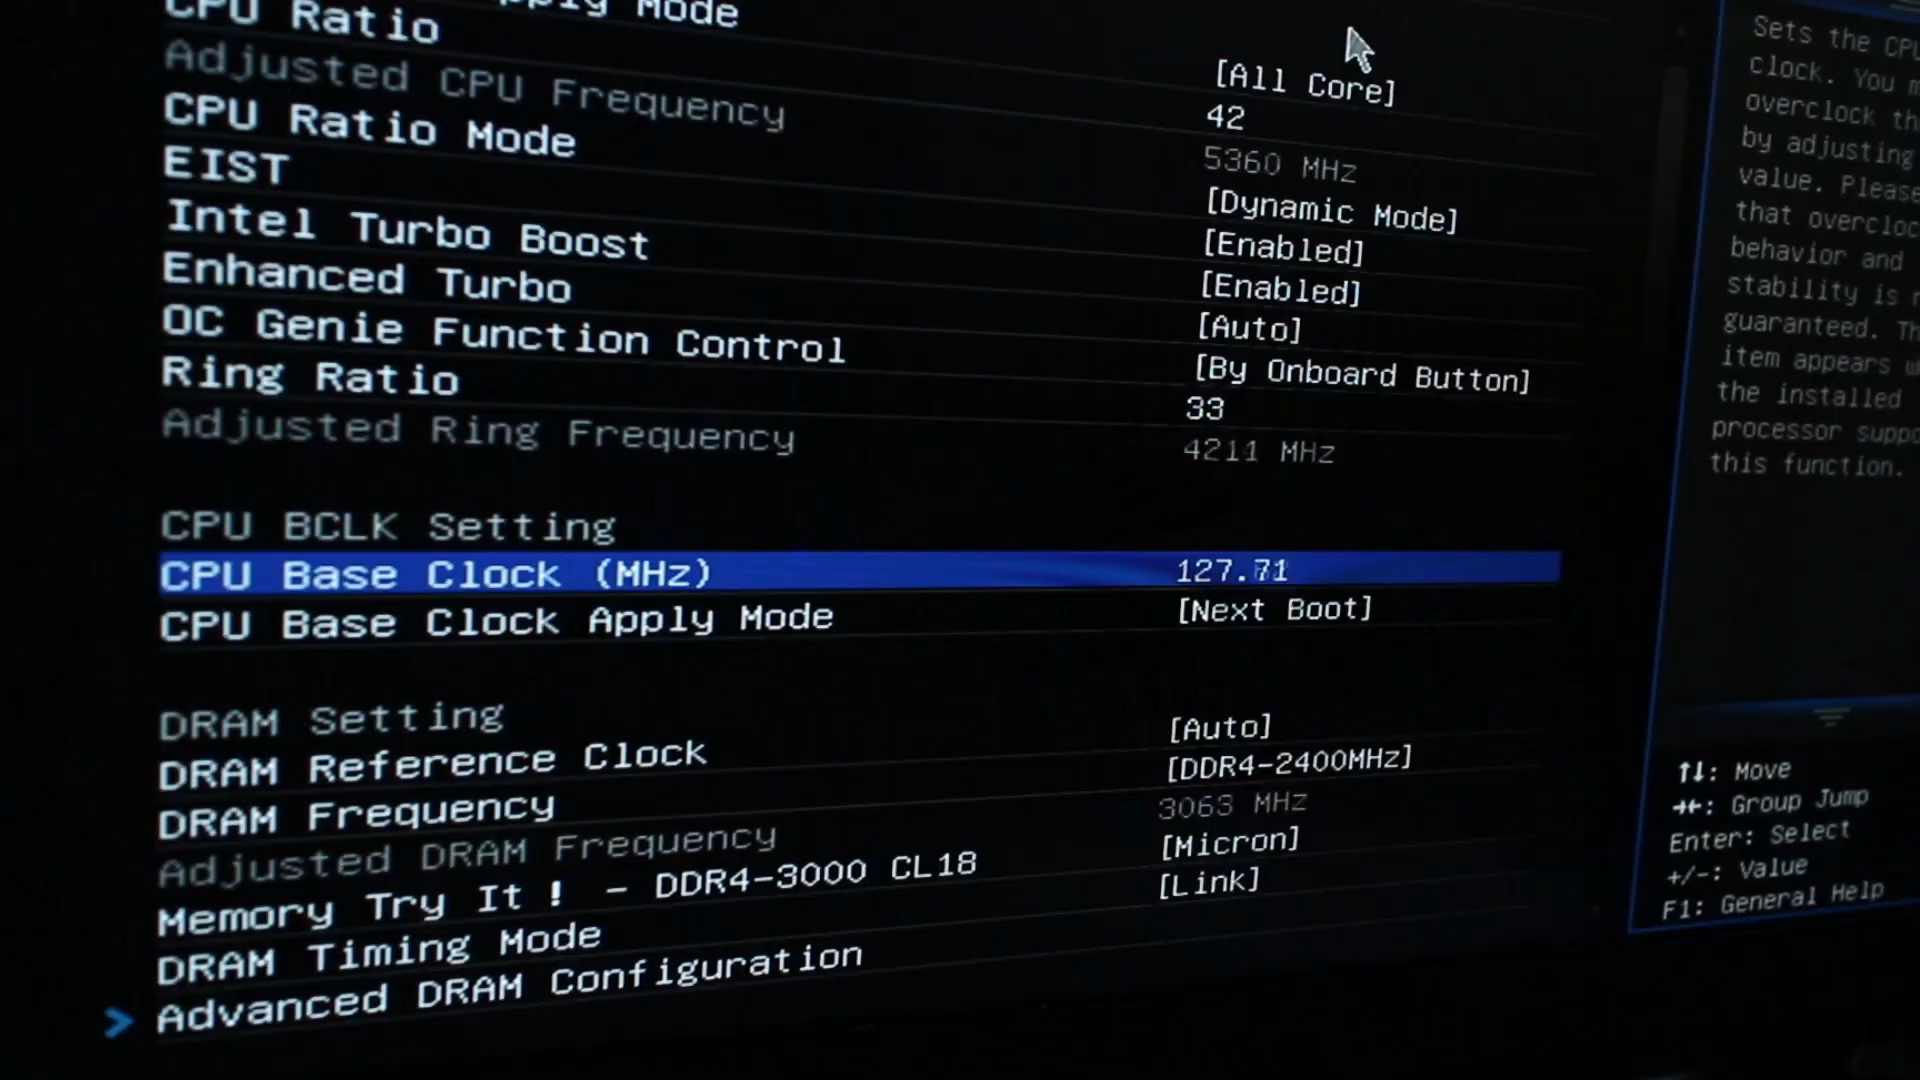 pply Mode
CPU Ratio [All Core]
Adjusted CPU Frequency 42
CPU Ratio Mode 5360 MHz
EIST [Dynamic Mode]
Intel Turbo Boost [Enabled]
Enhanced Turbo [Enabled]
OC Genie Function Control [Auto]
Ring Ratio [By Onboard Button]
33
Adjusted Ring Frequency 4211 MHz
CPU BCLK Setting
CPU Base Clock (MHz) 127.71
CPU Base Clock Apply Mode [Next Boot]
DRAM Setting
DRAM Reference Clock [Auto]
DRAM Frequency [DDR4-2400MHz]
Adjusted DRAM Frequency 3063 MHz
Memory Try It ! - DDR4-3000 CL18 [Micron]
DRAM Timing Mode [Link]
> Advanced DRAM Configuration
Sets the CPU
clock. You m
overclock th
by adjusting
value. Please
that overcloc
behavior and
stability is
guaranteed. Th
item appears w
the installed
processor suppo
this function.
↑↓: Move
→←: Group Jump
Enter: Select
+/-: Value
F1: General Help